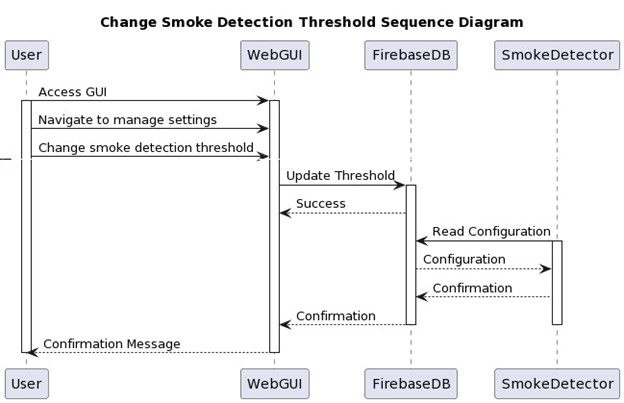 Change Smoke Detection Threshold Sequence Diagram
User WebGUI FirebaseDB SmokeDetector
Access GUI
Navigate to manage settings
Change smoke detection threshold
Update Threshold
Success
Read Configuration
Configuration
Confirmation
Confirmation
Confirmation Message
User WebGUI FirebaseDB SmokeDetector